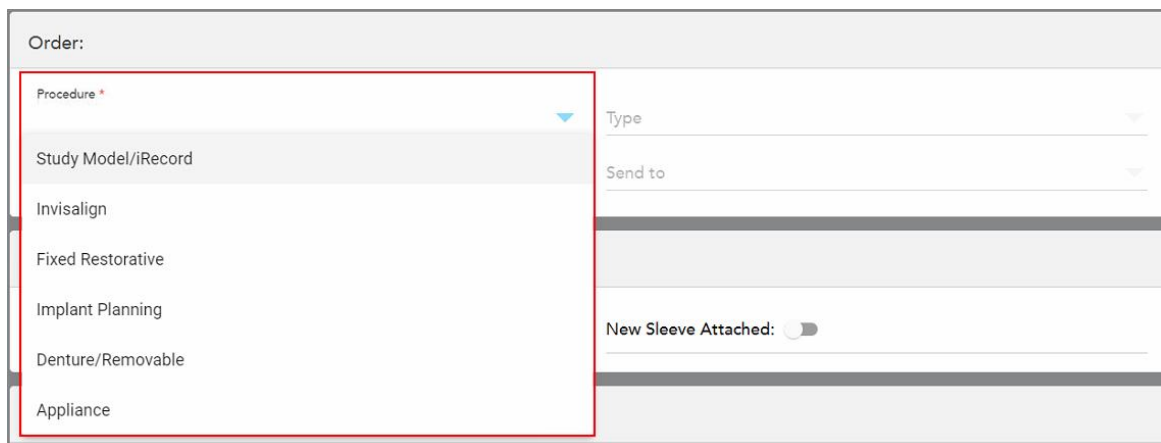 Order:
Procedure *
Type
Study Model/iRecord
Send to
Invisalign
Fixed Restorative
Implant Planning
New Sleeve Attached:
Denture/Removable
Appliance